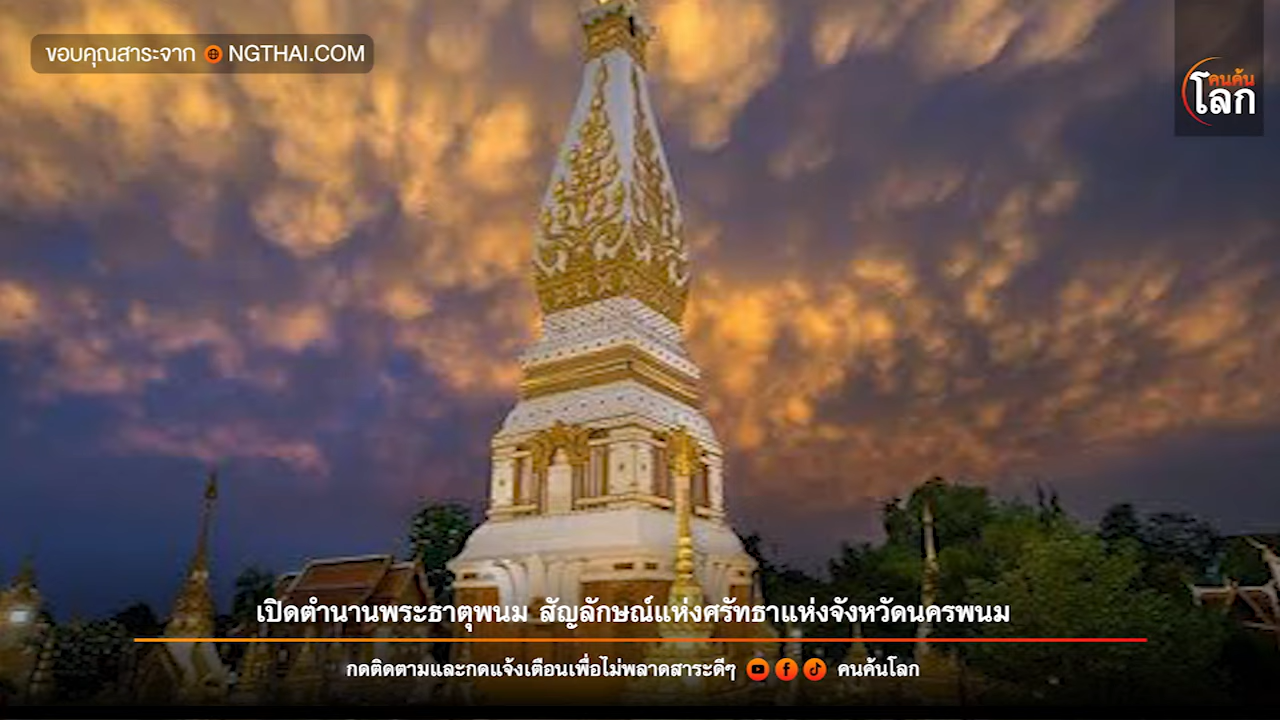 ขอบคุณสาระจาก NGTHAI.COM
คนค้น
โลก
เปิดตำนานพระธาตุพนม สัญลักษณ์แห่งศรัทธาแห่งจังหวัดนครพนม
กดติดตามและกดแจ้งเตือนเพื่อไม่พลาดสาระดีๆ คนค้นโลก